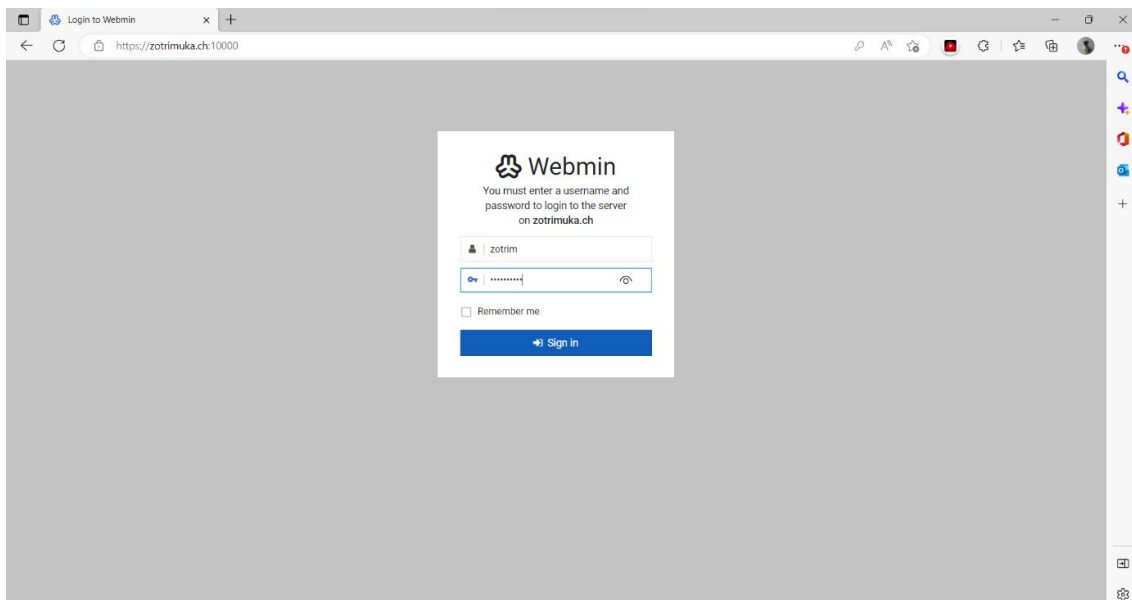 Login to Webmin
https://zotrimuka.ch:10000
Webmin
You must enter a username and
password to login to the server
on zotrimuka.ch
zotrim
••••••••••
Remember me
Sign in